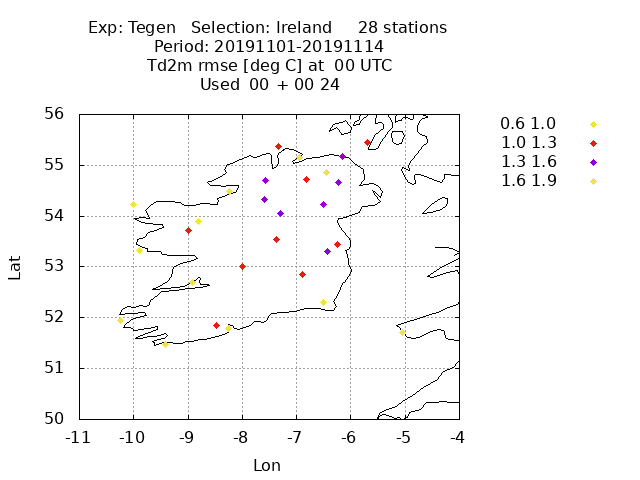 Exp: Tegen   Selection: Ireland     28 stations
Period: 20191101-20191114
Td2m rmse [deg C] at  00 UTC
Used  00 + 00 24
0.6 1.0
1.0 1.3
1.3 1.6
1.6 1.9
56
55
54
53
52
51
50
Lat
-11 -10 -9 -8 -7 -6 -5 -4
Lon